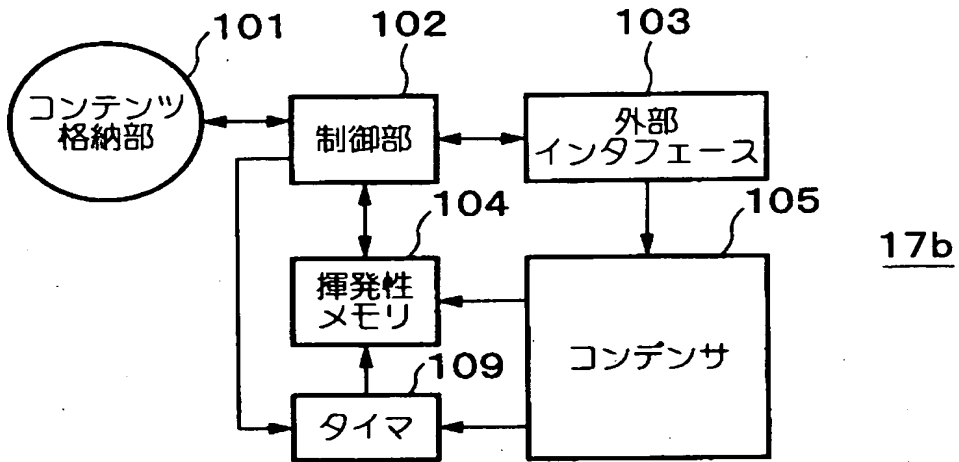 101
102
103
コンテンツ
格納部
制御部
外部
インタフェース
104
105
17b
揮発性
メモリ
コンデンサ
109
タイマ